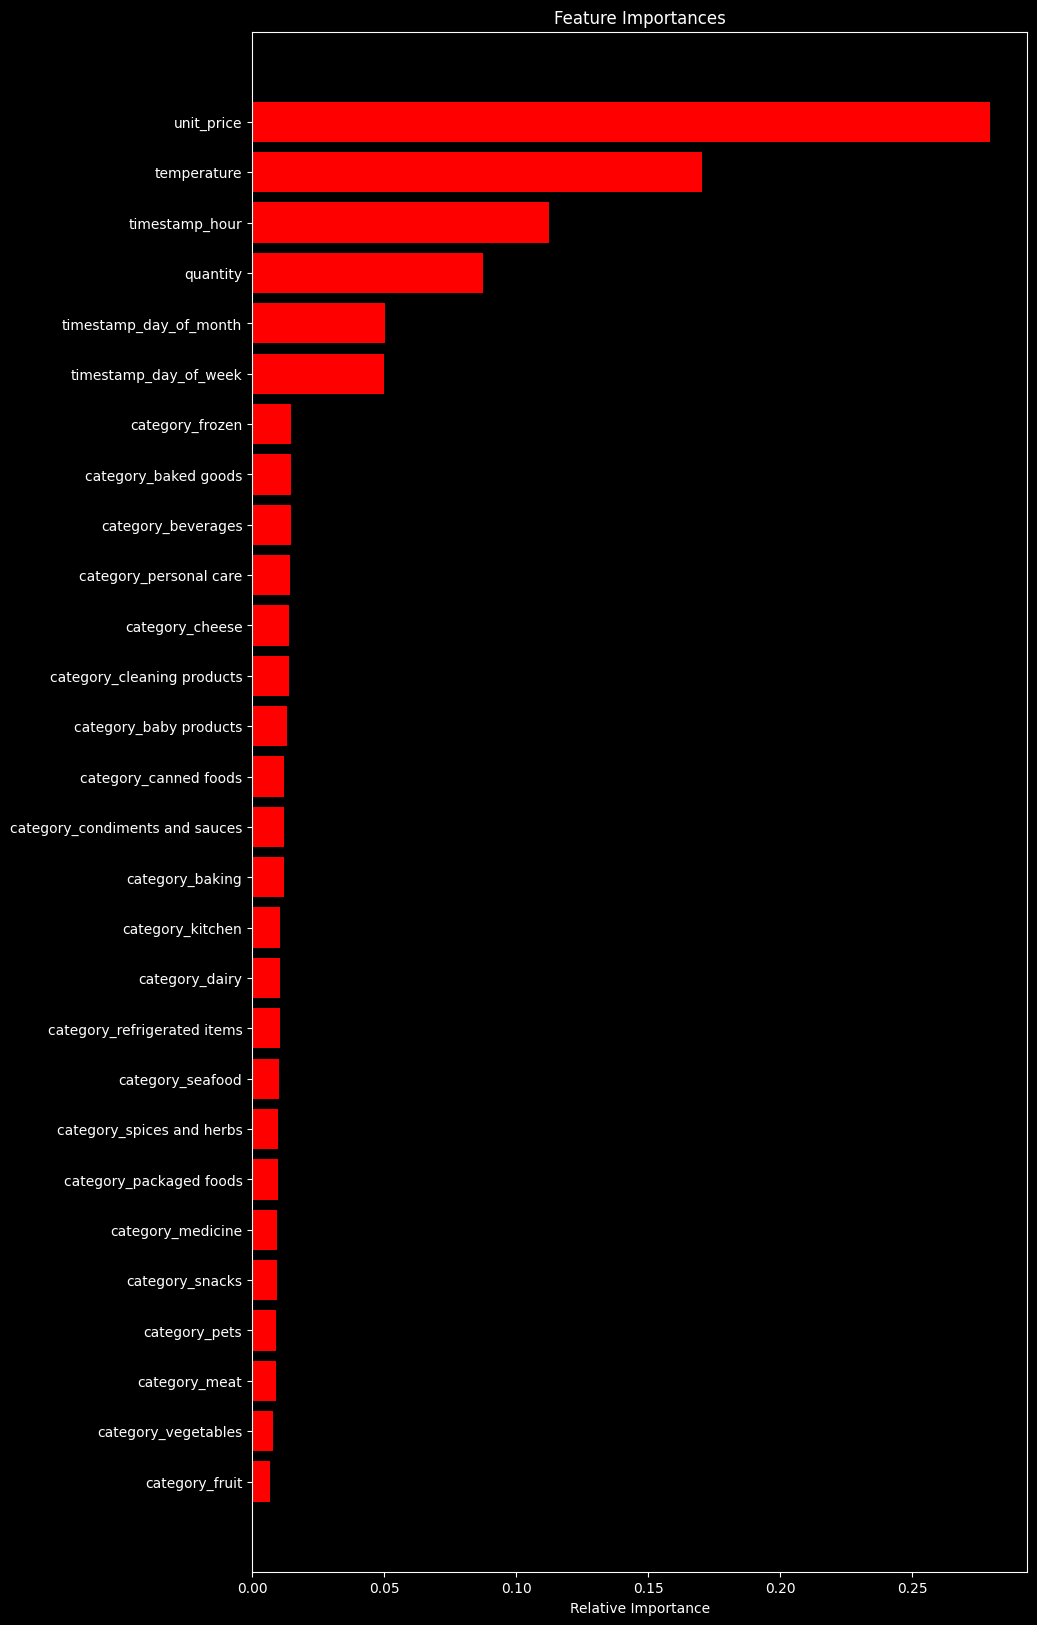 Feature Importances
unit_price
temperature
timestamp_hour
quantity
timestamp_day_of_month
timestamp_day_of_week
category_frozen
category_baked goods
category_beverages
category_personal care
category_cheese
category_cleaning products
category_baby products
category_canned foods
category_condiments and sauces
category_baking
category_kitchen
category_dairy
category_refrigerated items
category_seafood
category_spices and herbs
category_packaged foods
category_medicine
category_snacks
category_pets
category_meat
category_vegetables
category_fruit
0.00 0.05 0.10 0.15 0.20 0.25
Relative Importance